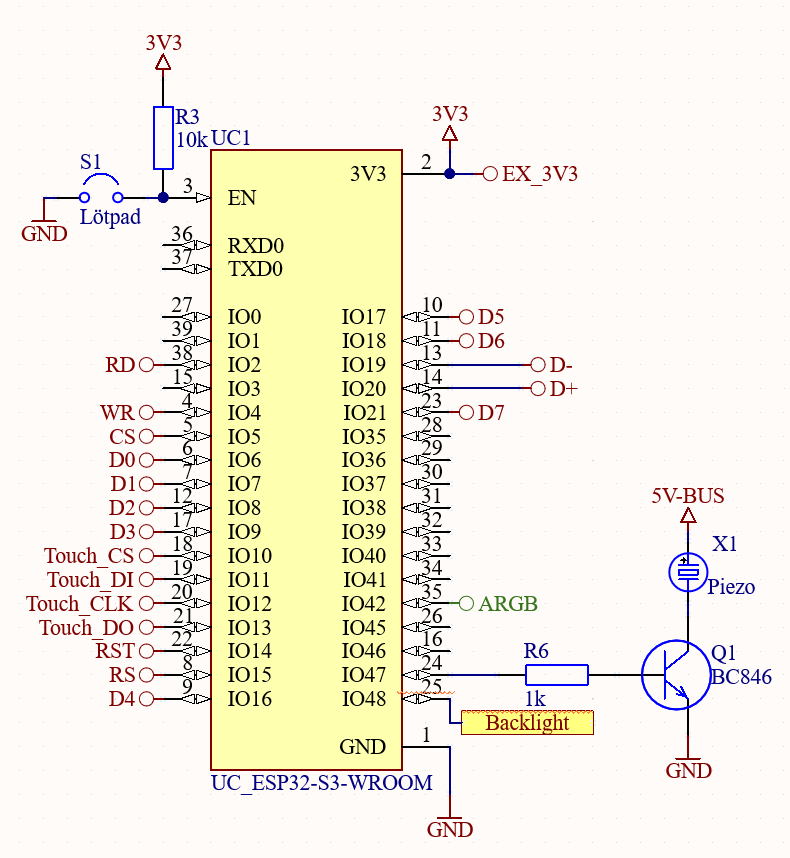 3V3
R3
10k
UC1
S1
Lötpad
GND
3 EN
36 RXD0
37 TXD0
27 IO0
39 IO1
RD 38 IO2
15 IO3
WR 4 IO4
CS 5 IO5
D0 6 IO6
D1 7 IO7
D2 12 IO8
D3 17 IO9
Touch_CS 18 IO10
Touch_DI 19 IO11
Touch_CLK 20 IO12
Touch_DO 21 IO13
RST 22 IO14
RS 8 IO15
D4 9 IO16
3V3
3V3 2 EX_3V3
IO17 10 D5
IO18 11 D6
IO19 13 D-
IO20 14 D+
IO21 23 D7
IO35 28
IO36 29
IO37 30
IO38 31
IO39 32
IO40 33
IO41 34
IO42 35 ARGB
IO45 26
IO46 16
IO47 24
IO48 25
Backlight
GND 1
GND
UC_ESP32-S3-WROOM
R6
1k
5V-BUS
X1
Piezo
Q1
BC846
GND